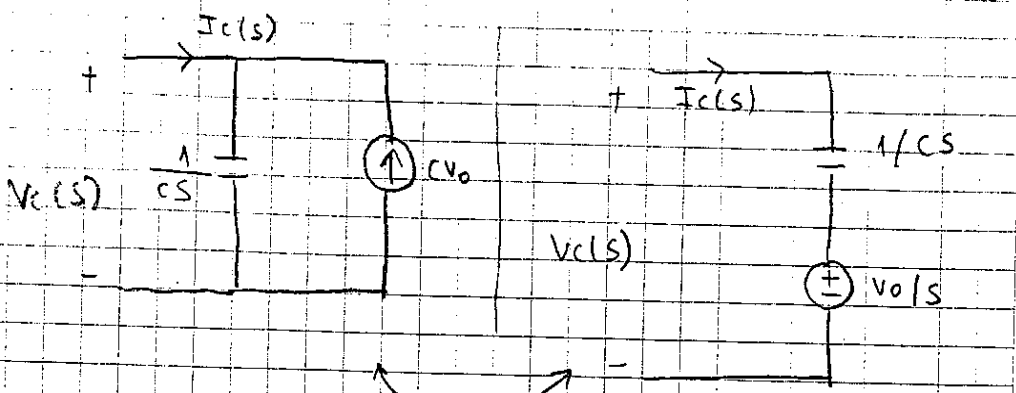 Ic(s)
+
1/cS
CV₀
Vc(s)
-
+
Ic(s)
1/CS
Vc(s)
+
-
V₀/S
-